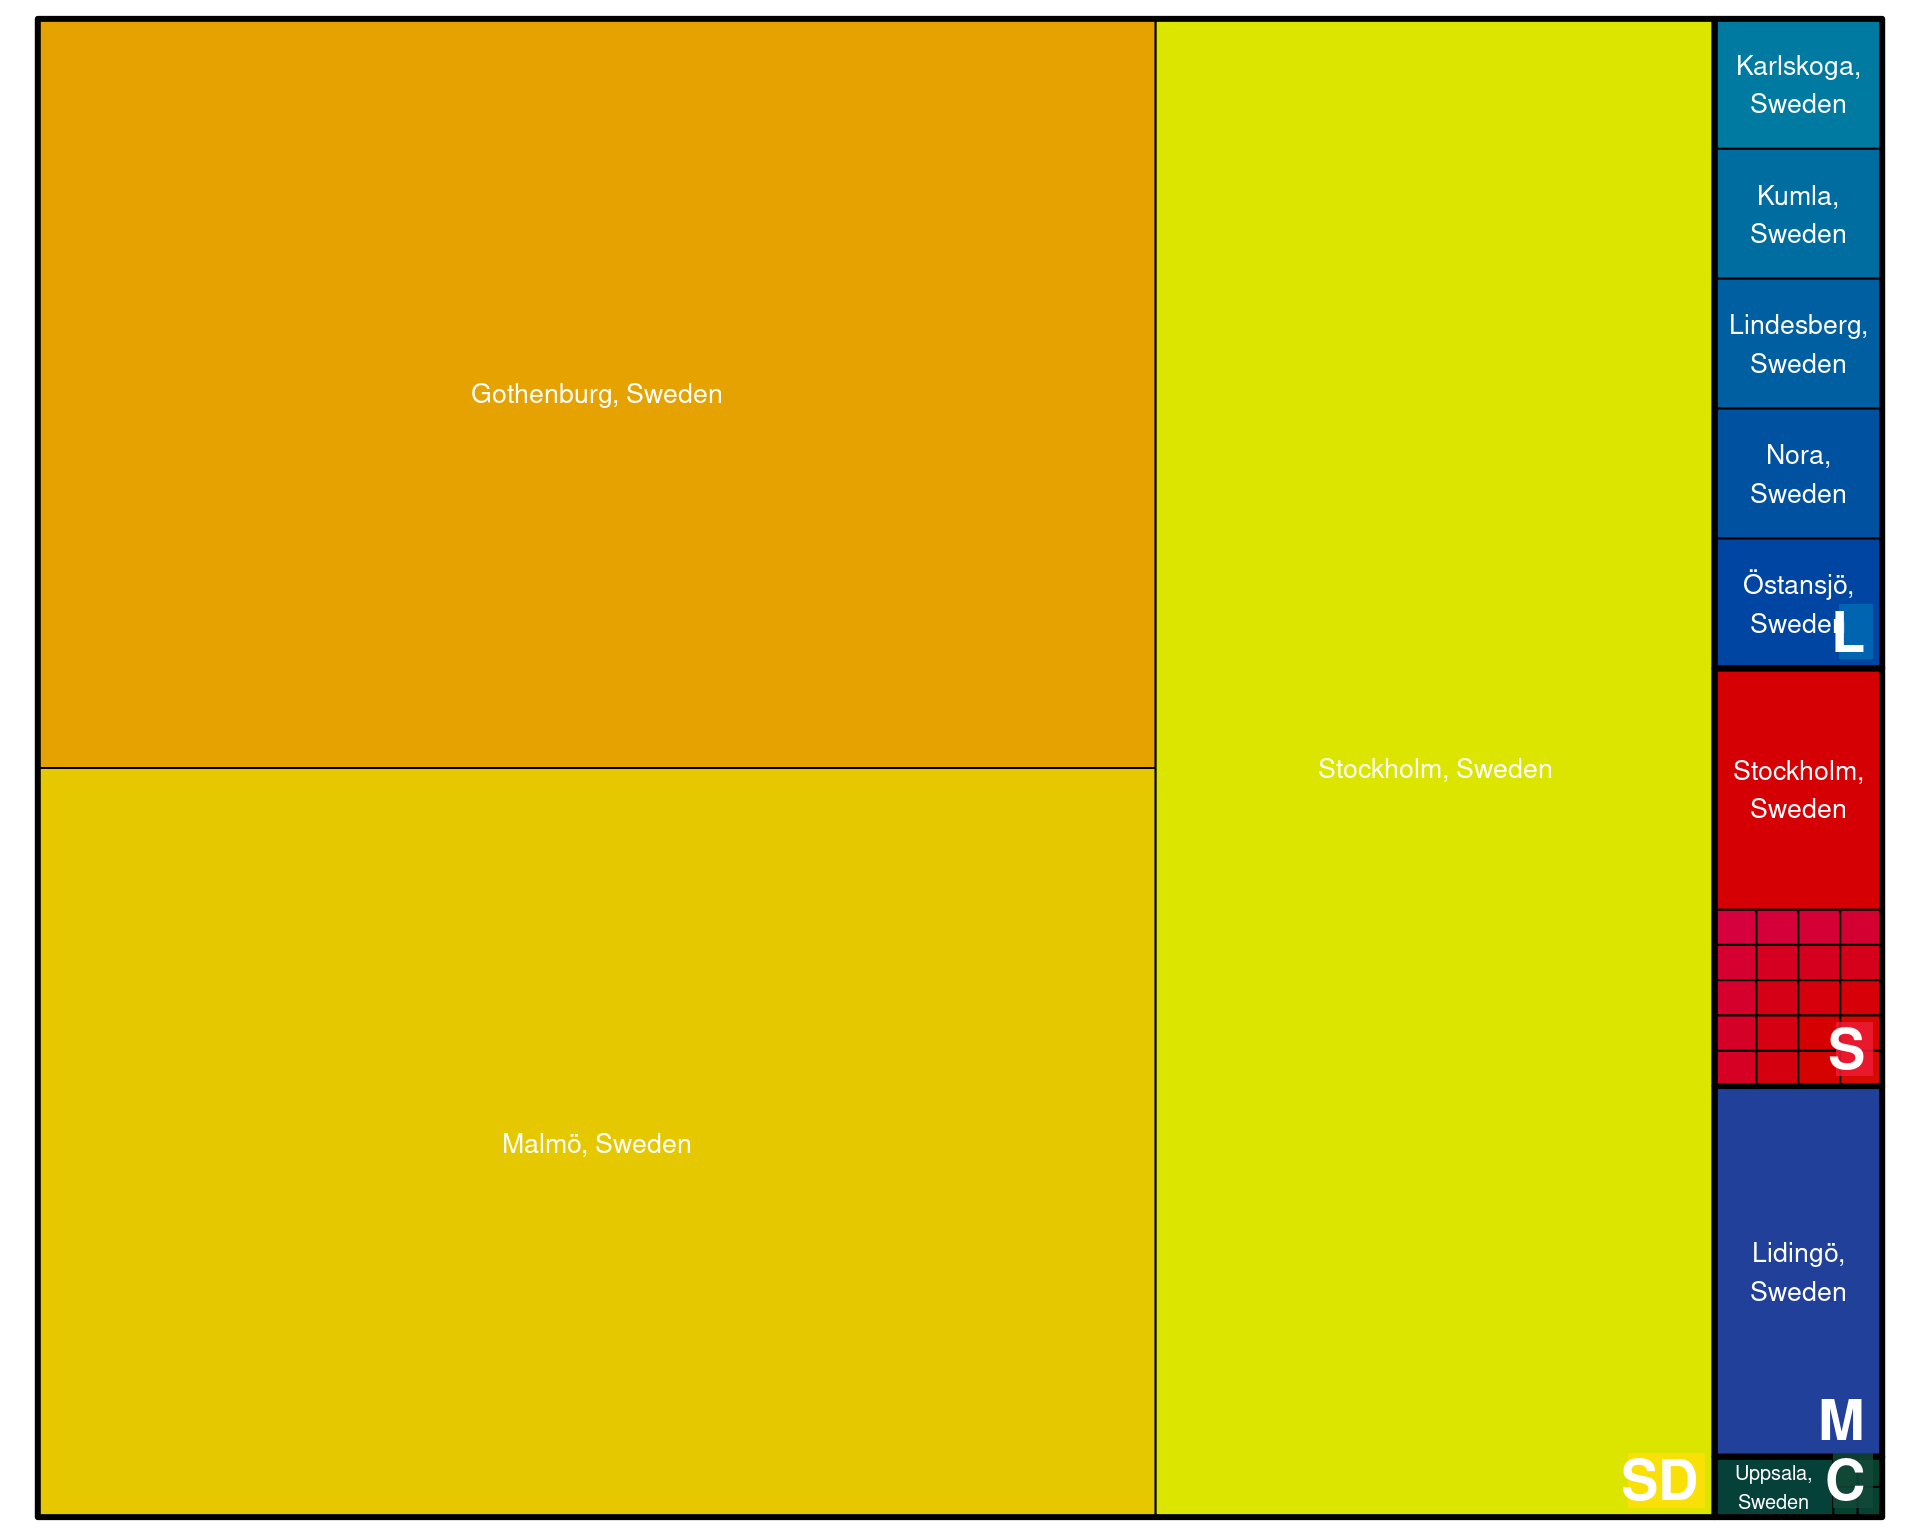 Gothenburg, Sweden
Malmö, Sweden
Stockholm, Sweden
SD
Karlskoga,
Sweden
Kumla,
Sweden
Lindesberg,
Sweden
Nora,
Sweden
Östansjö,
Sweden
L
Stockholm,
Sweden
S
Lidingö,
Sweden
M
Uppsala,
Sweden
C